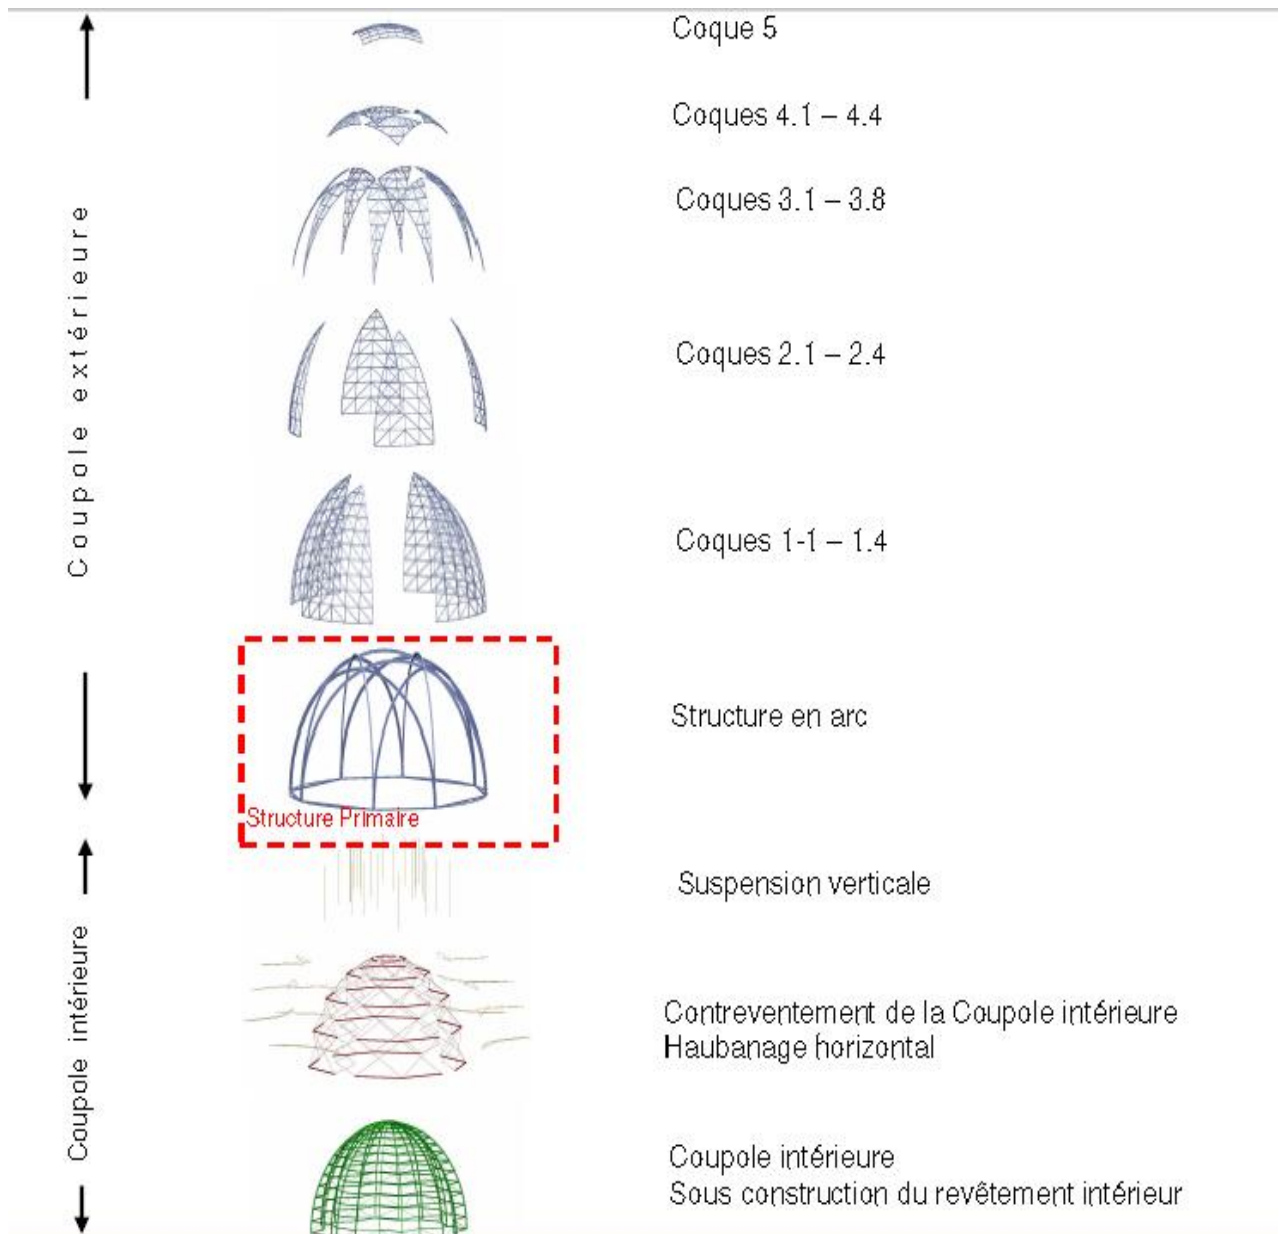 Coque 5
Coques 4.1 – 4.4
Coques 3.1 – 3.8
Coupole extérieure
Coques 2.1 – 2.4
Coques 1-1 – 1.4
Structure en arc
Structure Primaire
Suspension verticale
Coupole intérieure
Contreventement de la Coupole intérieure
Haubanage horizontal
Coupole intérieure
Sous construction du revêtement intérieur